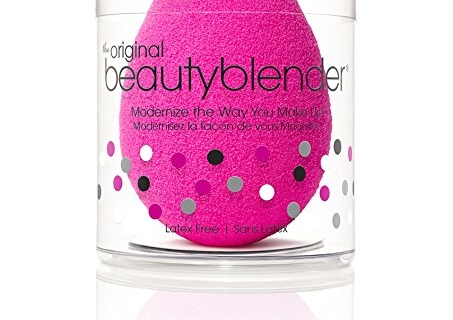 the original
beautyblender®
Modernize the Way You Make Up
Modernisez la façon de vous
Latex Free | Sans Latex